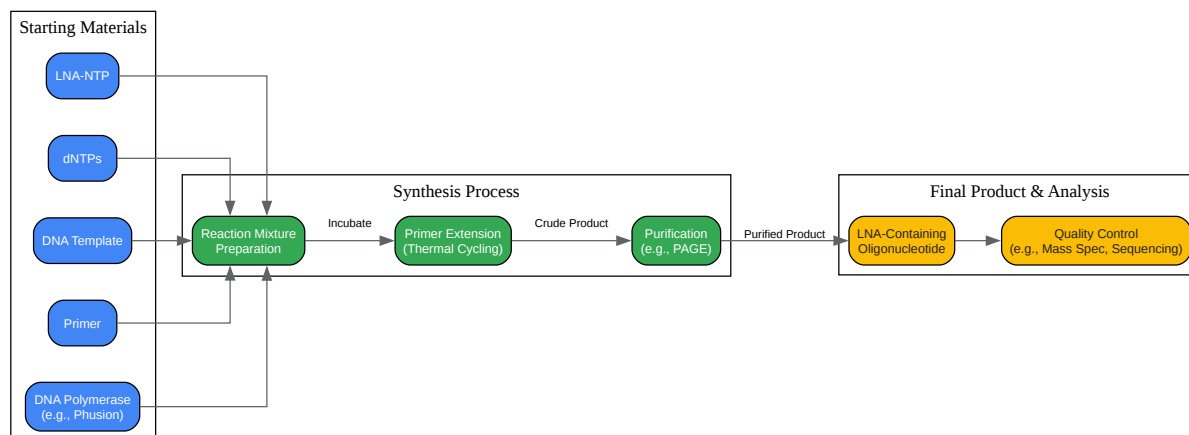 Starting Materials
LNA-NTP
dNTPs
DNA Template
Primer
DNA Polymerase
(e.g., Phusion)
Synthesis Process
Reaction Mixture
Preparation
Incubate
Primer Extension
(Thermal Cycling)
Crude Product
Purification
(e.g., PAGE)
Purified Product
Final Product & Analysis
LNA-Containing
Oligonucleotide
Quality Control
(e.g., Mass Spec, Sequencing)